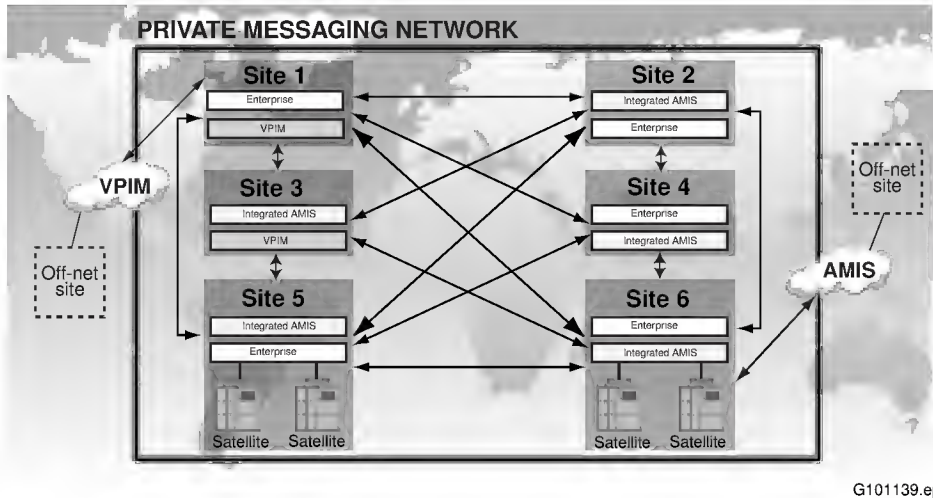 PRIVATE MESSAGING NETWORK
Site 1
Enterprise
VPIM
Site 2
Integrated AMIS
Enterprise
Site 3
Integrated AMIS
VPIM
Site 4
Enterprise
Integrated AMIS
Site 5
Integrated AMIS
Enterprise
Satellite Satellite
Site 6
Enterprise
Integrated AMIS
Satellite Satellite
VPIM
Off-net
site
Off-net
site
AMIS
G101139.e